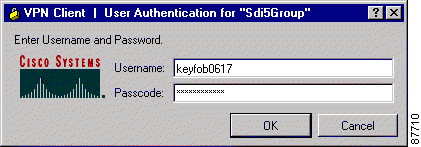 VPN Client | User Authentication for "Sdi5Group"
Enter Username and Password.
CISCO SYSTEMS
Username: keyfob0617
Passcode: ************
OK Cancel
87710